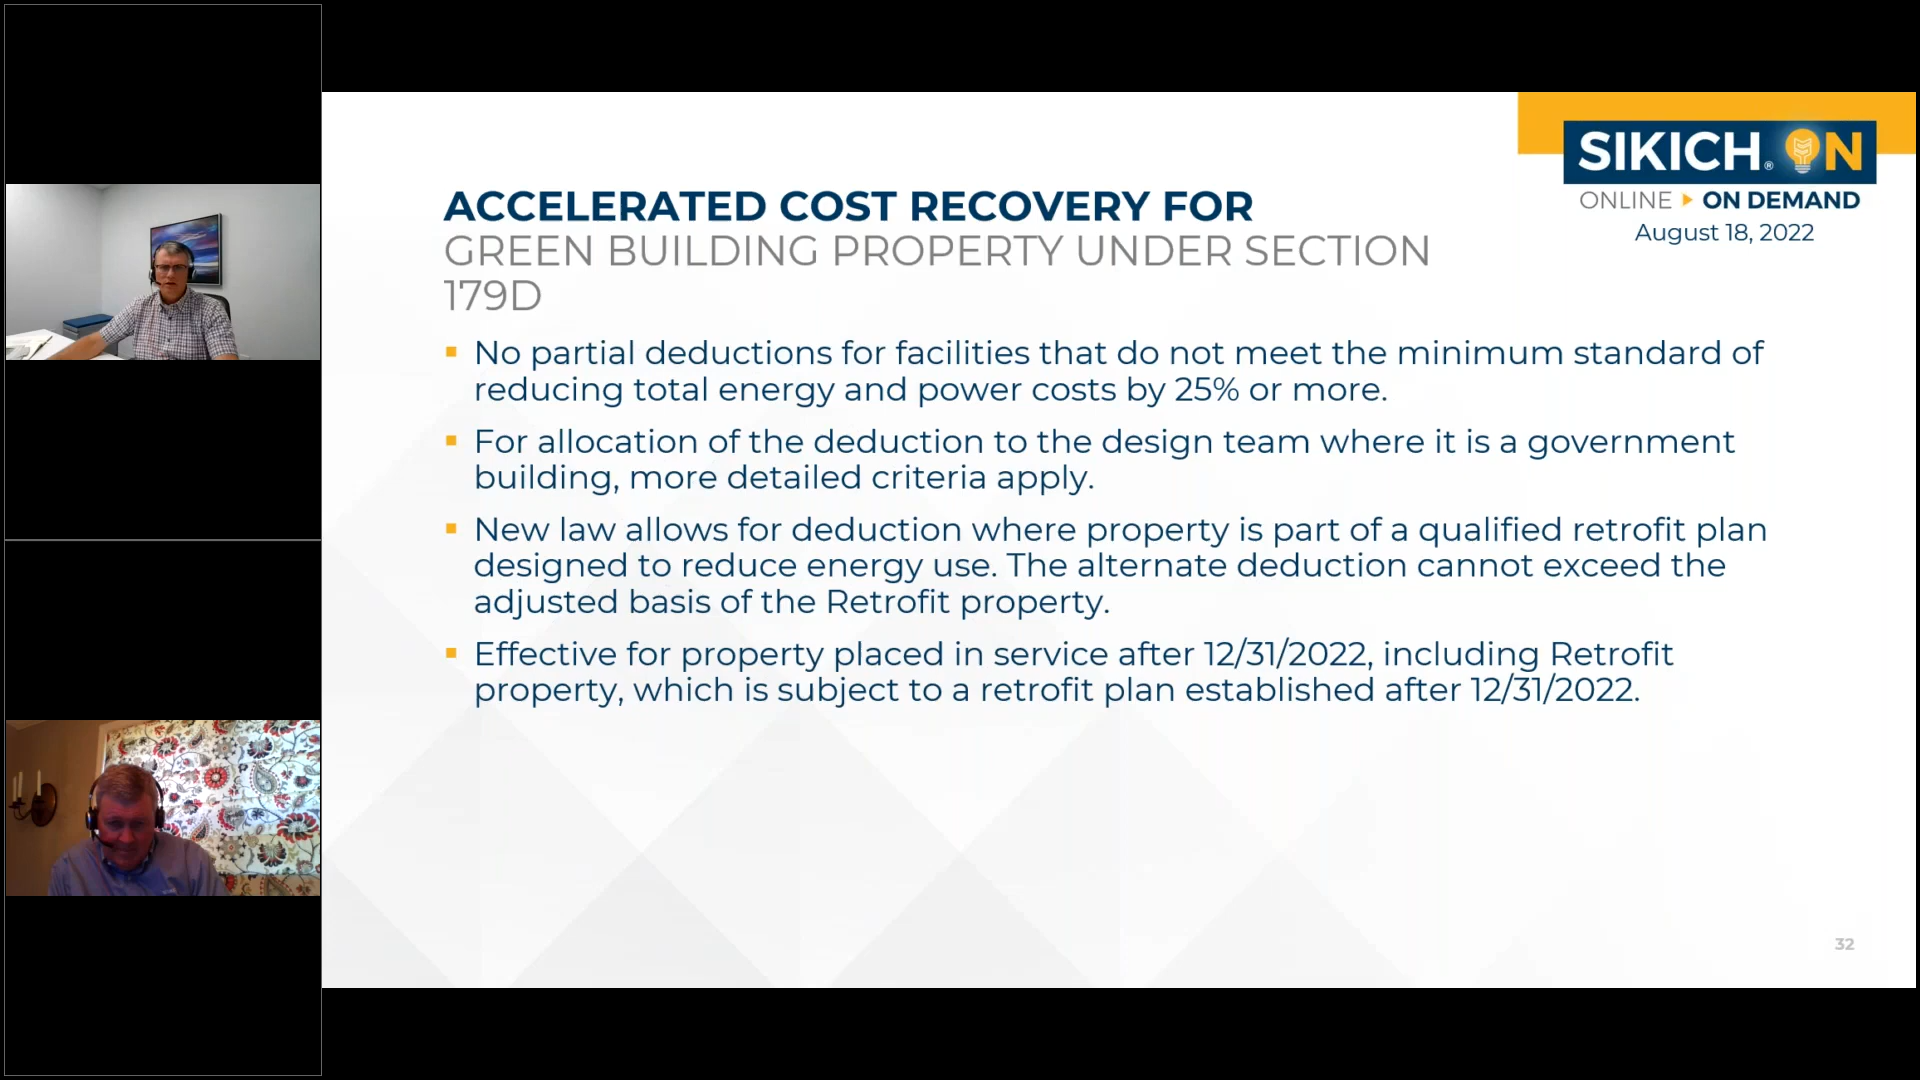 SIKICH® ON
ONLINE ▸ ON DEMAND
August 18, 2022
ACCELERATED COST RECOVERY FOR
GREEN BUILDING PROPERTY UNDER SECTION
179D
▪ No partial deductions for facilities that do not meet the minimum standard of
reducing total energy and power costs by 25% or more.
▪ For allocation of the deduction to the design team where it is a government
building, more detailed criteria apply.
▪ New law allows for deduction where property is part of a qualified retrofit plan
designed to reduce energy use. The alternate deduction cannot exceed the
adjusted basis of the Retrofit property.
▪ Effective for property placed in service after 12/31/2022, including Retrofit
property, which is subject to a retrofit plan established after 12/31/2022.
32